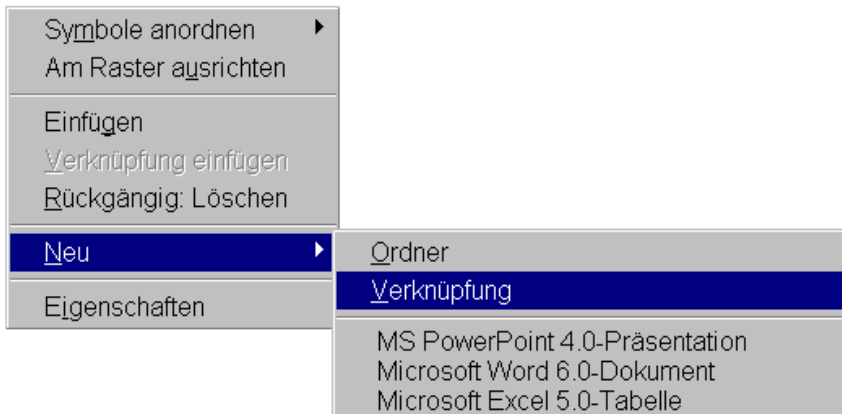 Symbole anordnen
Am Raster ausrichten
Einfügen
Verknüpfung einfügen
Rückgängig: Löschen
Neu
Eigenschaften
Ordner
Verknüpfung
MS PowerPoint 4.0-Präsentation
Microsoft Word 6.0-Dokument
Microsoft Excel 5.0-Tabelle